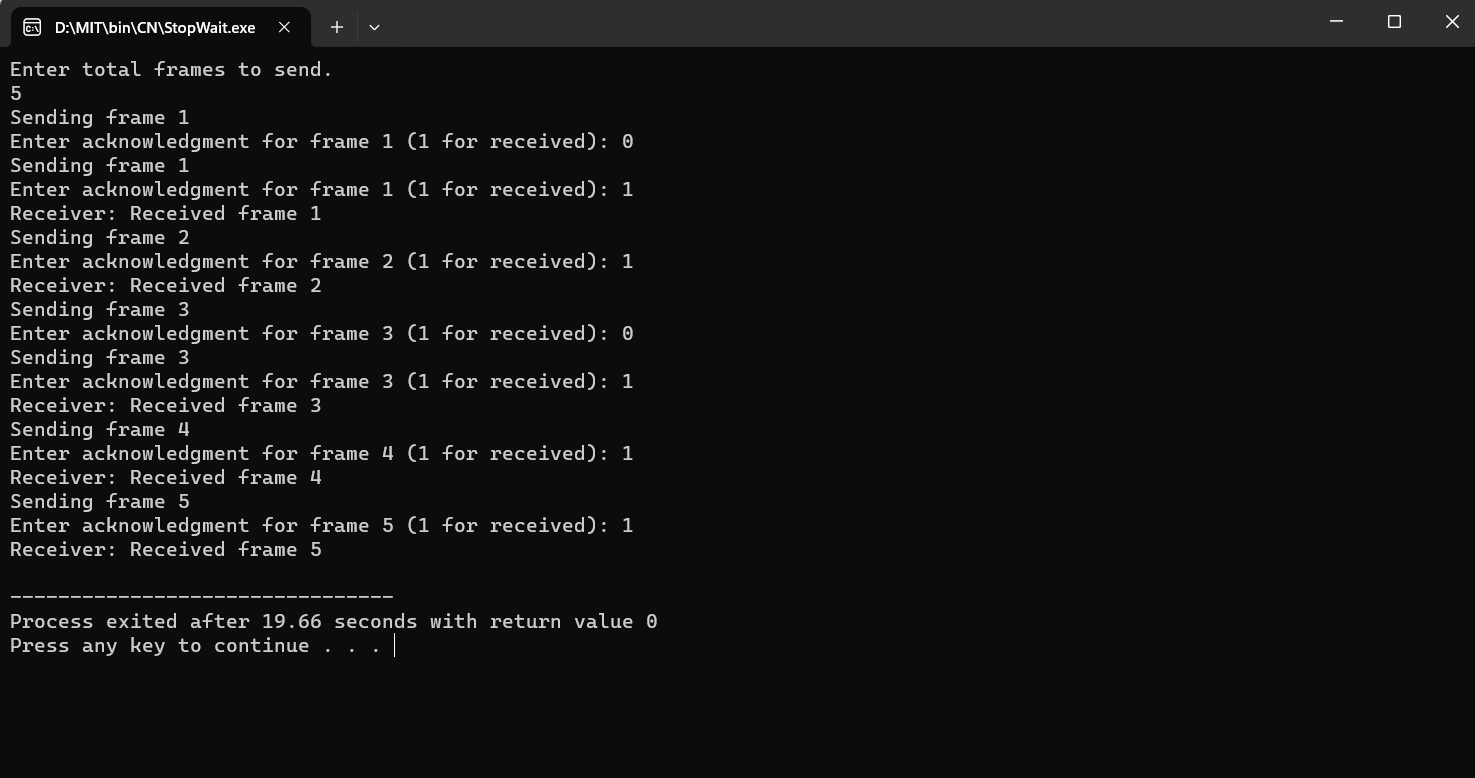 D:\MIT\bin\CN\StopWait.exe
Enter total frames to send.
5
Sending frame 1
Enter acknowledgment for frame 1 (1 for received): 0
Sending frame 1
Enter acknowledgment for frame 1 (1 for received): 1
Receiver: Received frame 1
Sending frame 2
Enter acknowledgment for frame 2 (1 for received): 1
Receiver: Received frame 2
Sending frame 3
Enter acknowledgment for frame 3 (1 for received): 0
Sending frame 3
Enter acknowledgment for frame 3 (1 for received): 1
Receiver: Received frame 3
Sending frame 4
Enter acknowledgment for frame 4 (1 for received): 1
Receiver: Received frame 4
Sending frame 5
Enter acknowledgment for frame 5 (1 for received): 1
Receiver: Received frame 5
--------------------------------
Process exited after 19.66 seconds with return value 0
Press any key to continue . . .